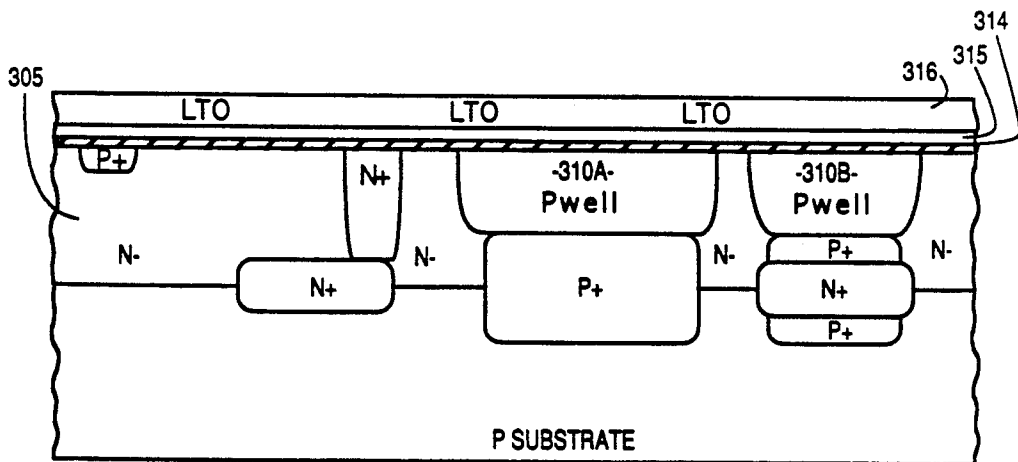 314
315
305
316
LTO LTO LTO
P+
N+
-310A-
Pwell
-310B-
Pwell
N- N- N- P+ N-
N+ P+ N+
P+
P SUBSTRATE